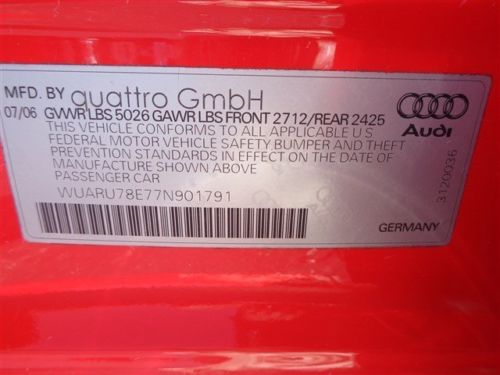 MFD. BY quattro GmbH
07/06 GVWR LBS 5026 GAWR LBS FRONT 2712/REAR 2425
THIS VEHICLE CONFORMS TO ALL APPLICABLE U.S.
FEDERAL MOTOR VEHICLE SAFETY BUMPER AND THEFT
PREVENTION STANDARDS IN EFFECT ON THE DATE OF
MANUFACTURE SHOWN ABOVE
PASSENGER CAR
WUARU78E77N901791
Audi
3120036
GERMANY